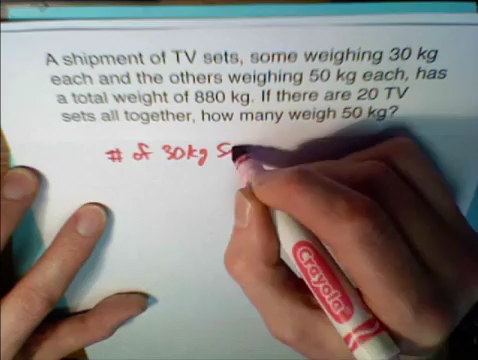 A shipment of TV sets, some weighing 30 kg
each and the others weighing 50 kg each, has
a total weight of 880 kg. If there are 20 TV
sets all together, how many weigh 50 kg?
# of 30kg S
Crayola